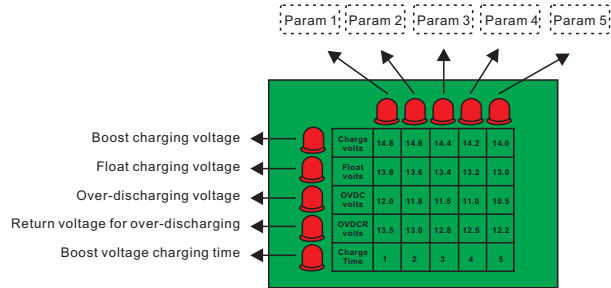 Param 1 Param 2 Param 3 Param 4 Param 5
Boost charging voltage
Float charging voltage
Over-discharging voltage
Return voltage for over-discharging
Boost voltage charging time
Charge volts 14.8 14.6 14.4 14.2 14.0
Float volts 13.8 13.6 13.4 13.2 13.0
OVDC volts 12.0 11.8 11.5 11.0 10.5
OVDCR volts 13.5 13.0 12.8 12.5 12.2
Charge Time 1 2 3 4 5